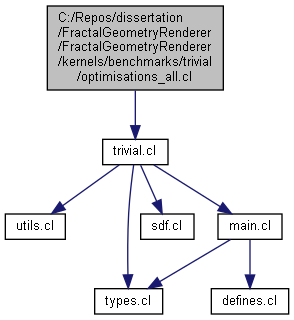 C:/Repos/dissertation
/FractalGeometryRenderer
/FractalGeometryRenderer
/kernels/benchmarks/trivial
/optimisations_all.cl
trivial.cl
utils.cl
sdf.cl
main.cl
types.cl
defines.cl